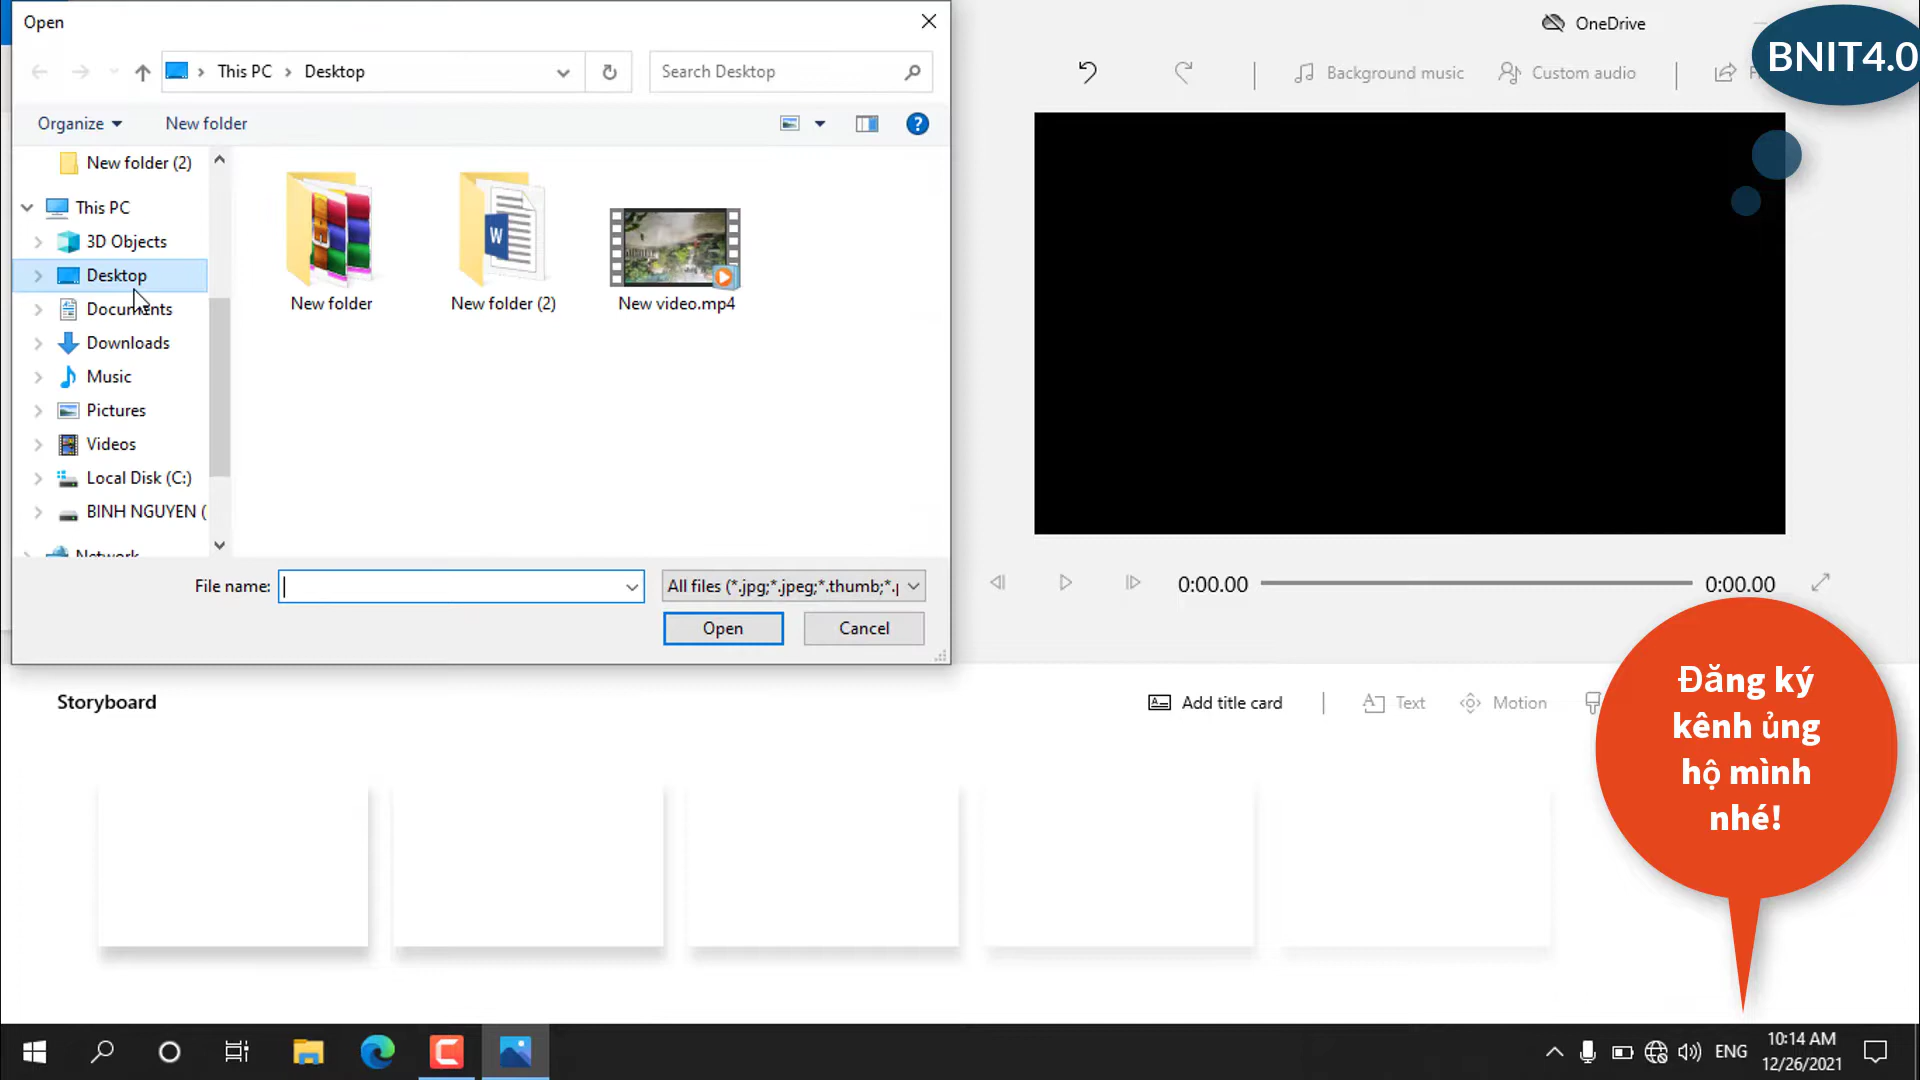 Open
This PC
Desktop
Search Desktop
Organize
New folder
New folder (2)
This PC
3D Objects
Desktop
Documents
Downloads
Music
Pictures
Videos
Local Disk (C:)
BINH NGUYEN (
Network
New folder
New folder (2)
New video.mp4
File name:
All files (*.jpg;*.jpeg;*.thumb;*.p
Open
Cancel
OneDrive
BNIT4.0
Background music
Custom audio
0:00.00
0:00.00
Storyboard
Add title card
Text
Motion
Đăng ký
kênh ủng
hộ mình
nhé!
ENG
10:14 AM
12/26/2021